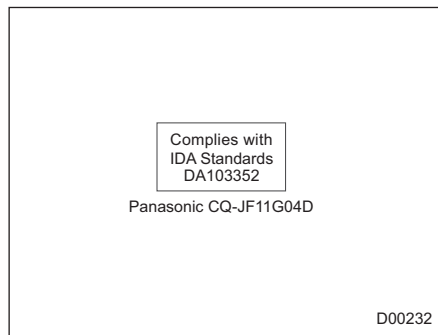 Complies with
IDA Standards
DA103352
Panasonic CQ-JF11G04D
D00232